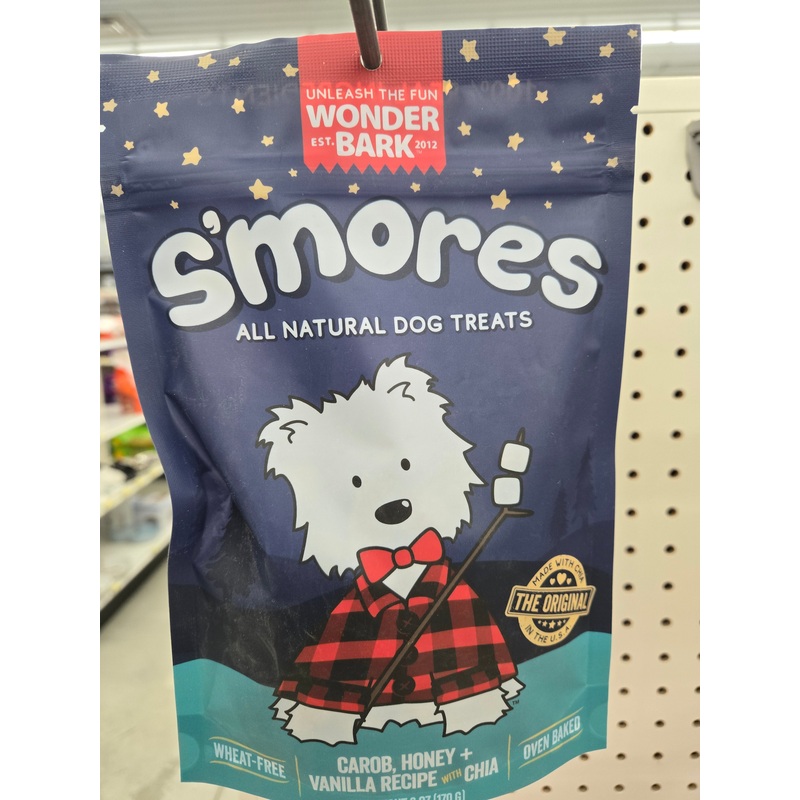 UNLEASH THE FUN
WONDER
EST. BARK 2012
S'mores
ALL NATURAL DOG TREATS
MADE WITH CHIA
THE ORIGINAL
IN THE U.S.A
WHEAT-FREE
CAROB, HONEY +
VANILLA RECIPE WITH CHIA
OVEN BAKED
(170 G)